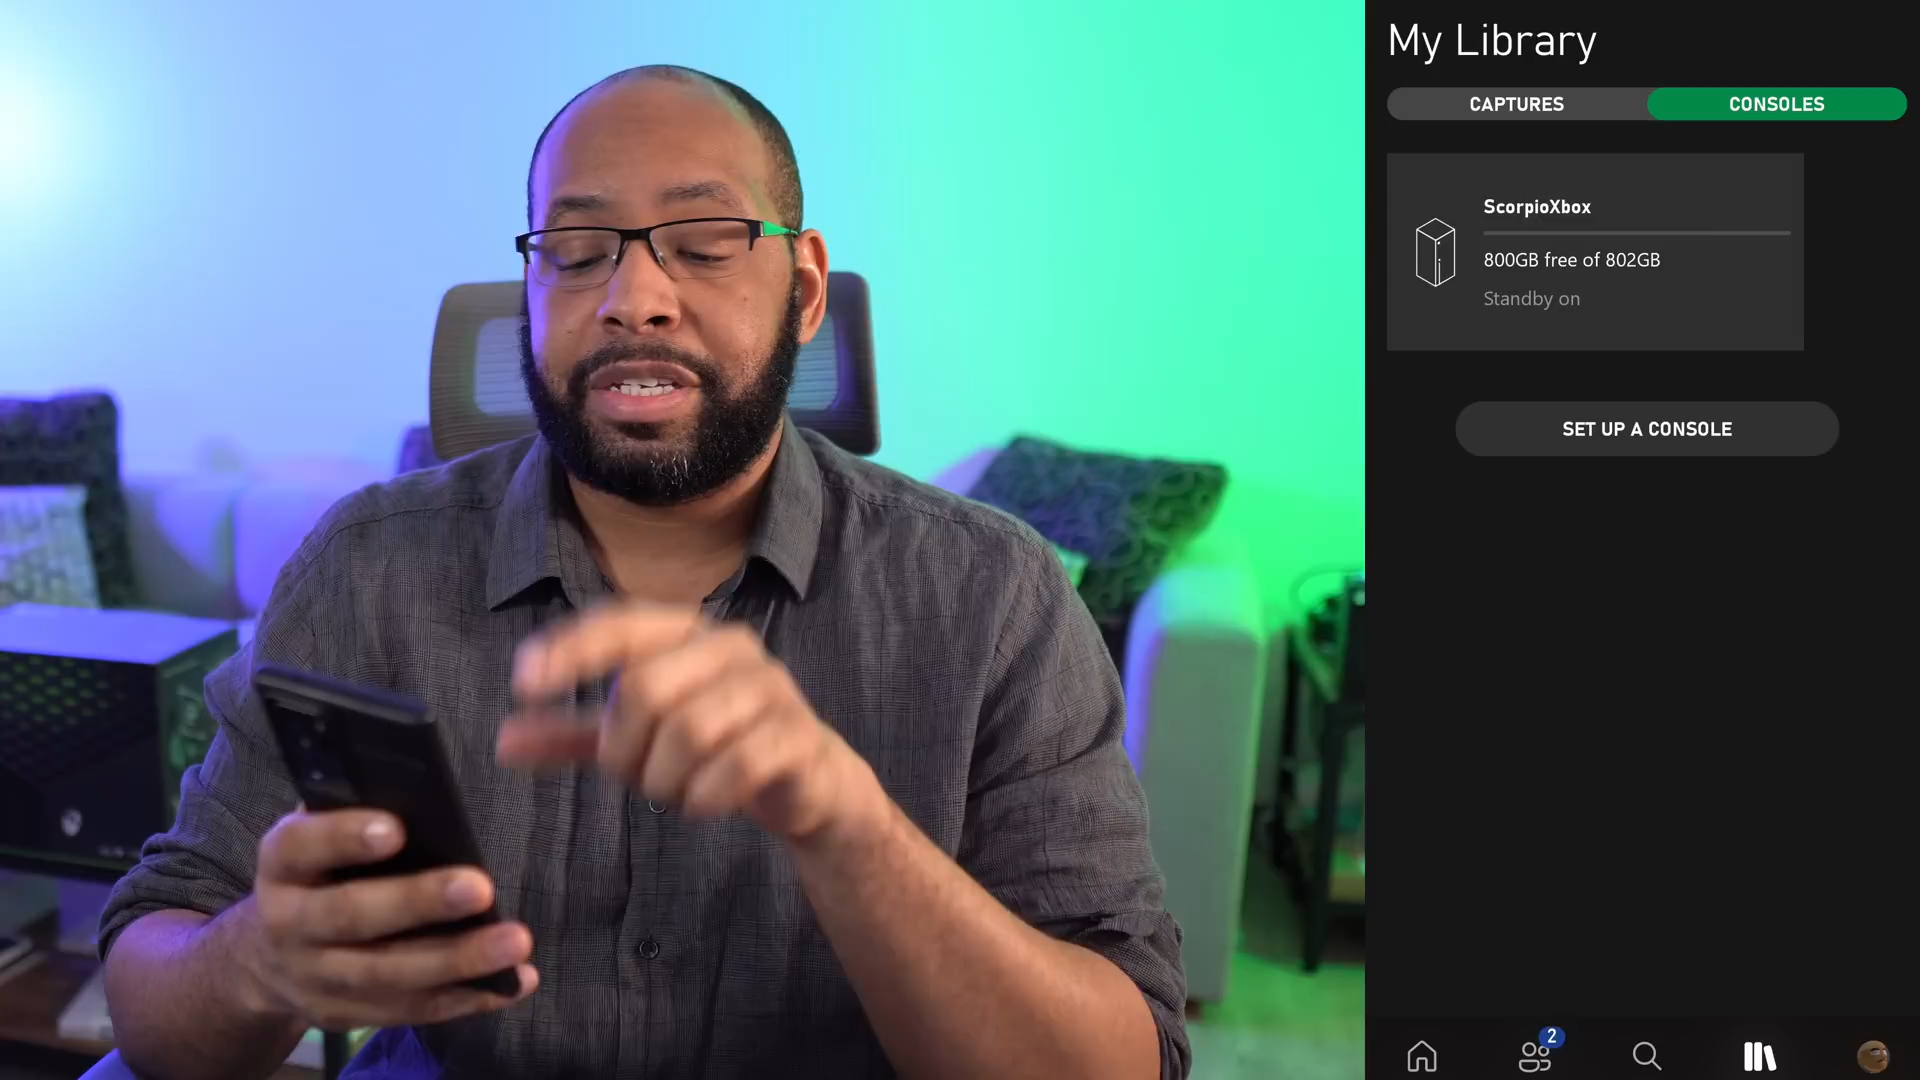 My Library
CAPTURES
CONSOLES
ScorpioXbox
800GB free of 802GB
Standby on
SET UP A CONSOLE
2